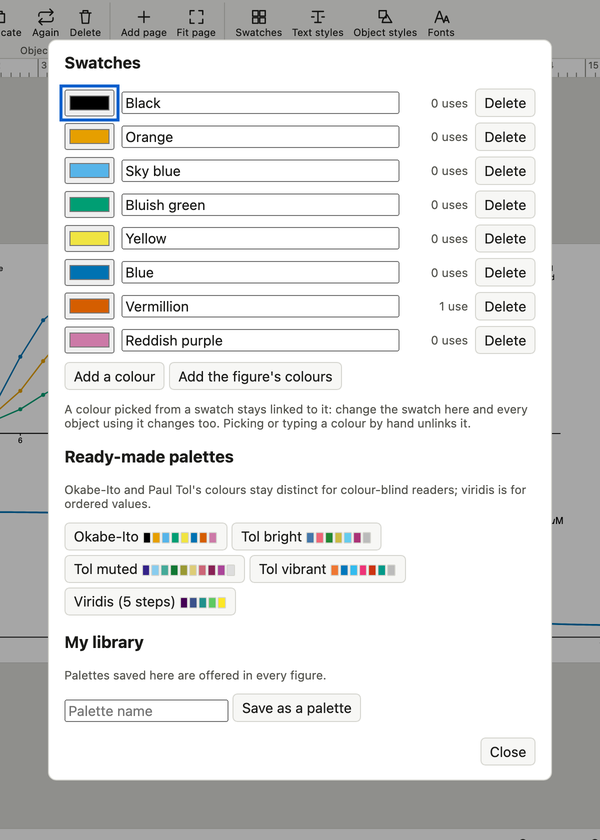 cate Again Delete Add page Fit page Swatches Text styles Object styles Fonts
Objec
3 15
Swatches
Black 0 uses Delete
Orange 0 uses Delete
Sky blue 0 uses Delete
Bluish green 0 uses Delete
Yellow 0 uses Delete
Blue 0 uses Delete
Vermillion 1 use Delete
Reddish purple 0 uses Delete
Add a colour Add the figure's colours
A colour picked from a swatch stays linked to it: change the swatch here and every
object using it changes too. Picking or typing a colour by hand unlinks it.
6
Ready-made palettes
Okabe-Ito and Paul Tol's colours stay distinct for colour-blind readers; viridis is for
ordered values.
Okabe-Ito Tol bright
Tol muted Tol vibrant
Viridis (5 steps)
My library
Palettes saved here are offered in every figure.
Palette name Save as a palette
Close